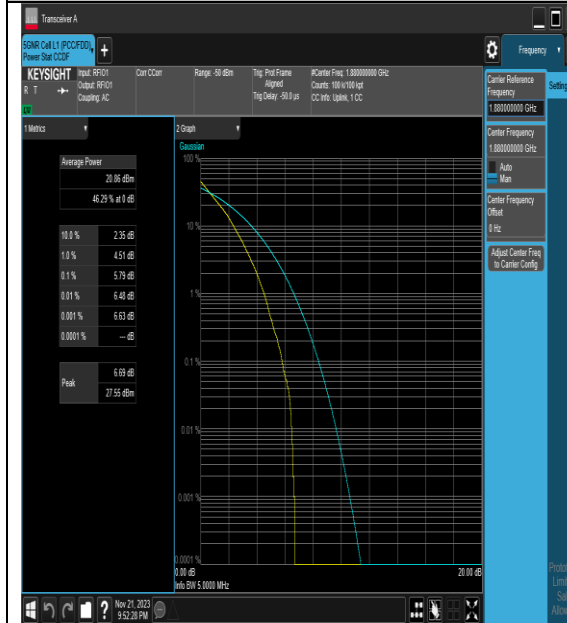 Transceiver A
5GNR Cell L1 (PCC/FDD)
Power Stat CCDF
+
Frequency
KEYSIGHT
R T
LV
Input: RFIO1
Output: RFIO1
Coupling: AC
Corr CCorr
Range: -50 dBm
Trig: Prot Frame
Aligned
Trig Delay: -50.0 µs
#Center Freq: 1.880000000 GHz
Counts: 100 k/100 kpt
CC Info: Uplink, 1 CC
Carrier Reference
Frequency
1.880000000 GHz
Setting
Center Frequency
1.880000000 GHz
Auto
Man
Center Frequency
Offset
0 Hz
Adjust Center Freq
to Carrier Config
1 Metrics
Average Power
20.86 dBm
46.29 % at 0 dB
10.0 % 2.35 dB
1.0 % 4.51 dB
0.1 % 5.79 dB
0.01 % 6.48 dB
0.001 % 6.63 dB
0.0001 % --- dB
Peak
6.69 dB
27.55 dBm
2 Graph
Gaussian
100 %
10 %
1 %
0.1 %
0.01 %
0.001 %
0.0001 %
0.00 dB
20.00 dB
Info BW 5.0000 MHz
Nov 21, 2023
9:52:28 PM
?